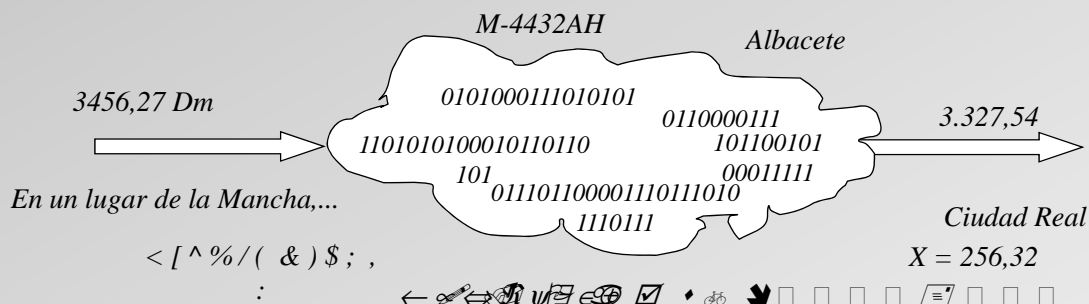 M-4432AH
Albacete
3456,27 Dm
0101000111010101
0110000111
3.327,54
1101010100010110110
101100101
101
00011111
011101100001110111010
1110111
En un lugar de la Mancha,...
Ciudad Real
< [ ^ % / ( & ) $ ; ,
X = 256,32
: